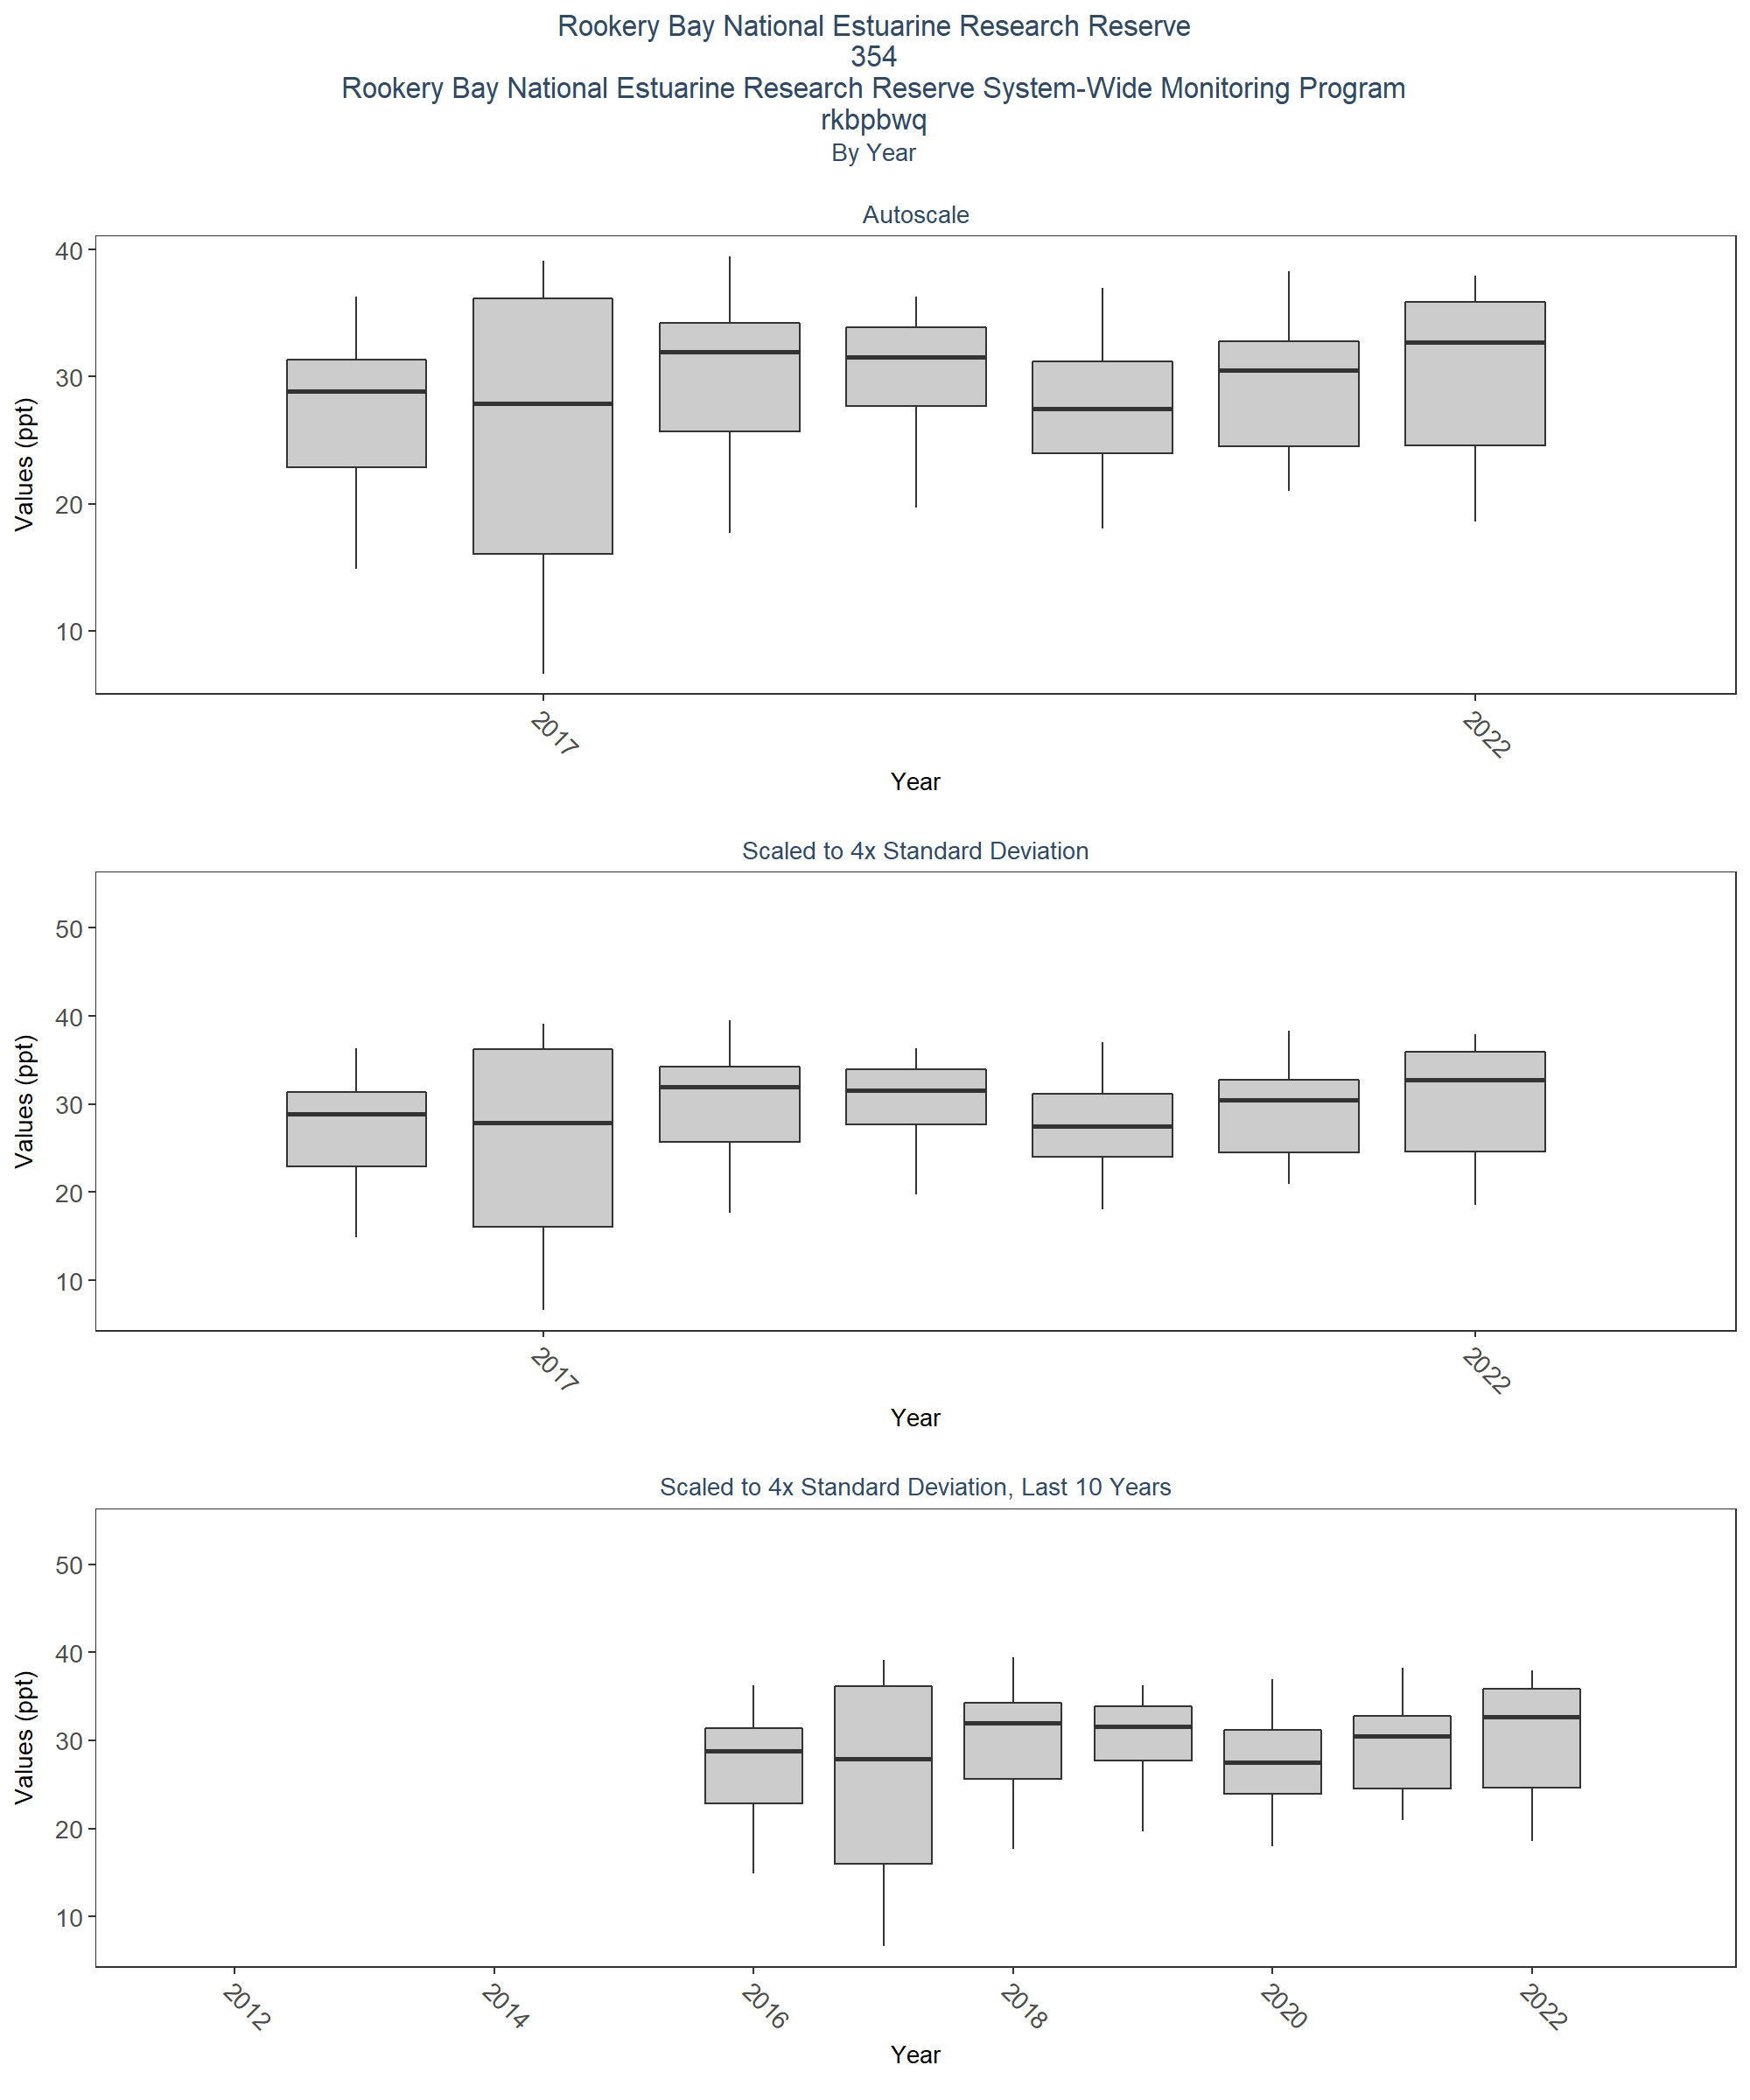 Rookery Bay National Estuarine Research Reserve
354
Rookery Bay National Estuarine Research Reserve System-Wide Monitoring Program
rkbpbwq
By Year
Autoscale
Values (ppt)
40
30
20
10
2017
2022
Year
Scaled to 4x Standard Deviation
Values (ppt)
50
40
30
20
10
2017
2022
Year
Scaled to 4x Standard Deviation, Last 10 Years
Values (ppt)
50
40
30
20
10
2012
2014
2016
2018
2020
2022
Year